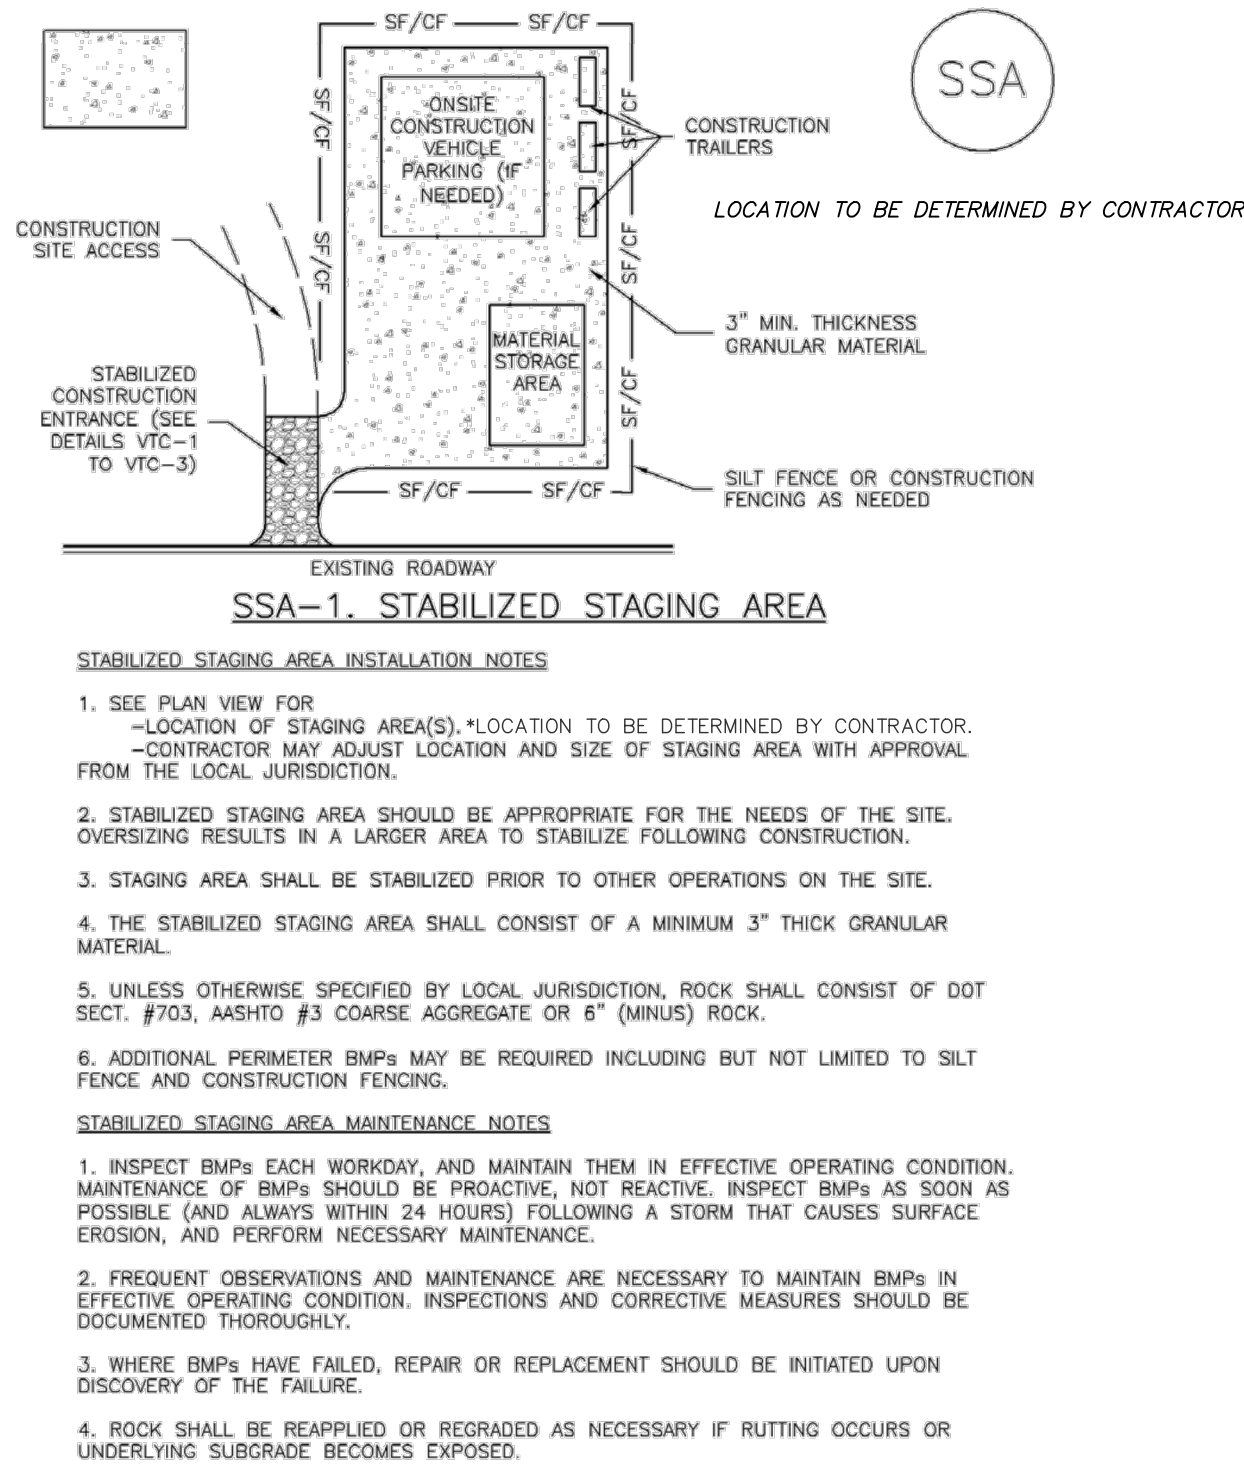 SF/CF SF/CF
SSA
SF/CF
SF/CF
ONSITE
CONSTRUCTION
VEHICLE
PARKING (IF
NEEDED)
CONSTRUCTION
TRAILERS
LOCATION TO BE DETERMINED BY CONTRACTOR
CONSTRUCTION
SITE ACCESS
SF/CF
SF/CF
3" MIN. THICKNESS
GRANULAR MATERIAL
MATERIAL
STORAGE
AREA
STABILIZED
CONSTRUCTION
ENTRANCE (SEE
DETAILS VTC-1
TO VTC-3)
SF/CF
SILT FENCE OR CONSTRUCTION
FENCING AS NEEDED
SF/CF SF/CF
EXISTING ROADWAY
SSA-1. STABILIZED STAGING AREA
STABILIZED STAGING AREA INSTALLATION NOTES
1. SEE PLAN VIEW FOR
-LOCATION OF STAGING AREA(S). *LOCATION TO BE DETERMINED BY CONTRACTOR.
-CONTRACTOR MAY ADJUST LOCATION AND SIZE OF STAGING AREA WITH APPROVAL
FROM THE LOCAL JURISDICTION.
2. STABILIZED STAGING AREA SHOULD BE APPROPRIATE FOR THE NEEDS OF THE SITE.
OVERSIZING RESULTS IN A LARGER AREA TO STABILIZE FOLLOWING CONSTRUCTION.
3. STAGING AREA SHALL BE STABILIZED PRIOR TO OTHER OPERATIONS ON THE SITE.
4. THE STABILIZED STAGING AREA SHALL CONSIST OF A MINIMUM 3" THICK GRANULAR
MATERIAL.
5. UNLESS OTHERWISE SPECIFIED BY LOCAL JURISDICTION, ROCK SHALL CONSIST OF DOT
SECT. #703, AASHTO #3 COARSE AGGREGATE OR 6" (MINUS) ROCK.
6. ADDITIONAL PERIMETER BMPs MAY BE REQUIRED INCLUDING BUT NOT LIMITED TO SILT
FENCE AND CONSTRUCTION FENCING.
STABILIZED STAGING AREA MAINTENANCE NOTES
1. INSPECT BMPs EACH WORKDAY, AND MAINTAIN THEM IN EFFECTIVE OPERATING CONDITION.
MAINTENANCE OF BMPs SHOULD BE PROACTIVE, NOT REACTIVE. INSPECT BMPs AS SOON AS
POSSIBLE (AND ALWAYS WITHIN 24 HOURS) FOLLOWING A STORM THAT CAUSES SURFACE
EROSION, AND PERFORM NECESSARY MAINTENANCE.
2. FREQUENT OBSERVATIONS AND MAINTENANCE ARE NECESSARY TO MAINTAIN BMPs IN
EFFECTIVE OPERATING CONDITION. INSPECTIONS AND CORRECTIVE MEASURES SHOULD BE
DOCUMENTED THOROUGHLY.
3. WHERE BMPs HAVE FAILED, REPAIR OR REPLACEMENT SHOULD BE INITIATED UPON
DISCOVERY OF THE FAILURE.
4. ROCK SHALL BE REAPPLIED OR REGRADED AS NECESSARY IF RUTTING OCCURS OR
UNDERLYING SUBGRADE BECOMES EXPOSED.